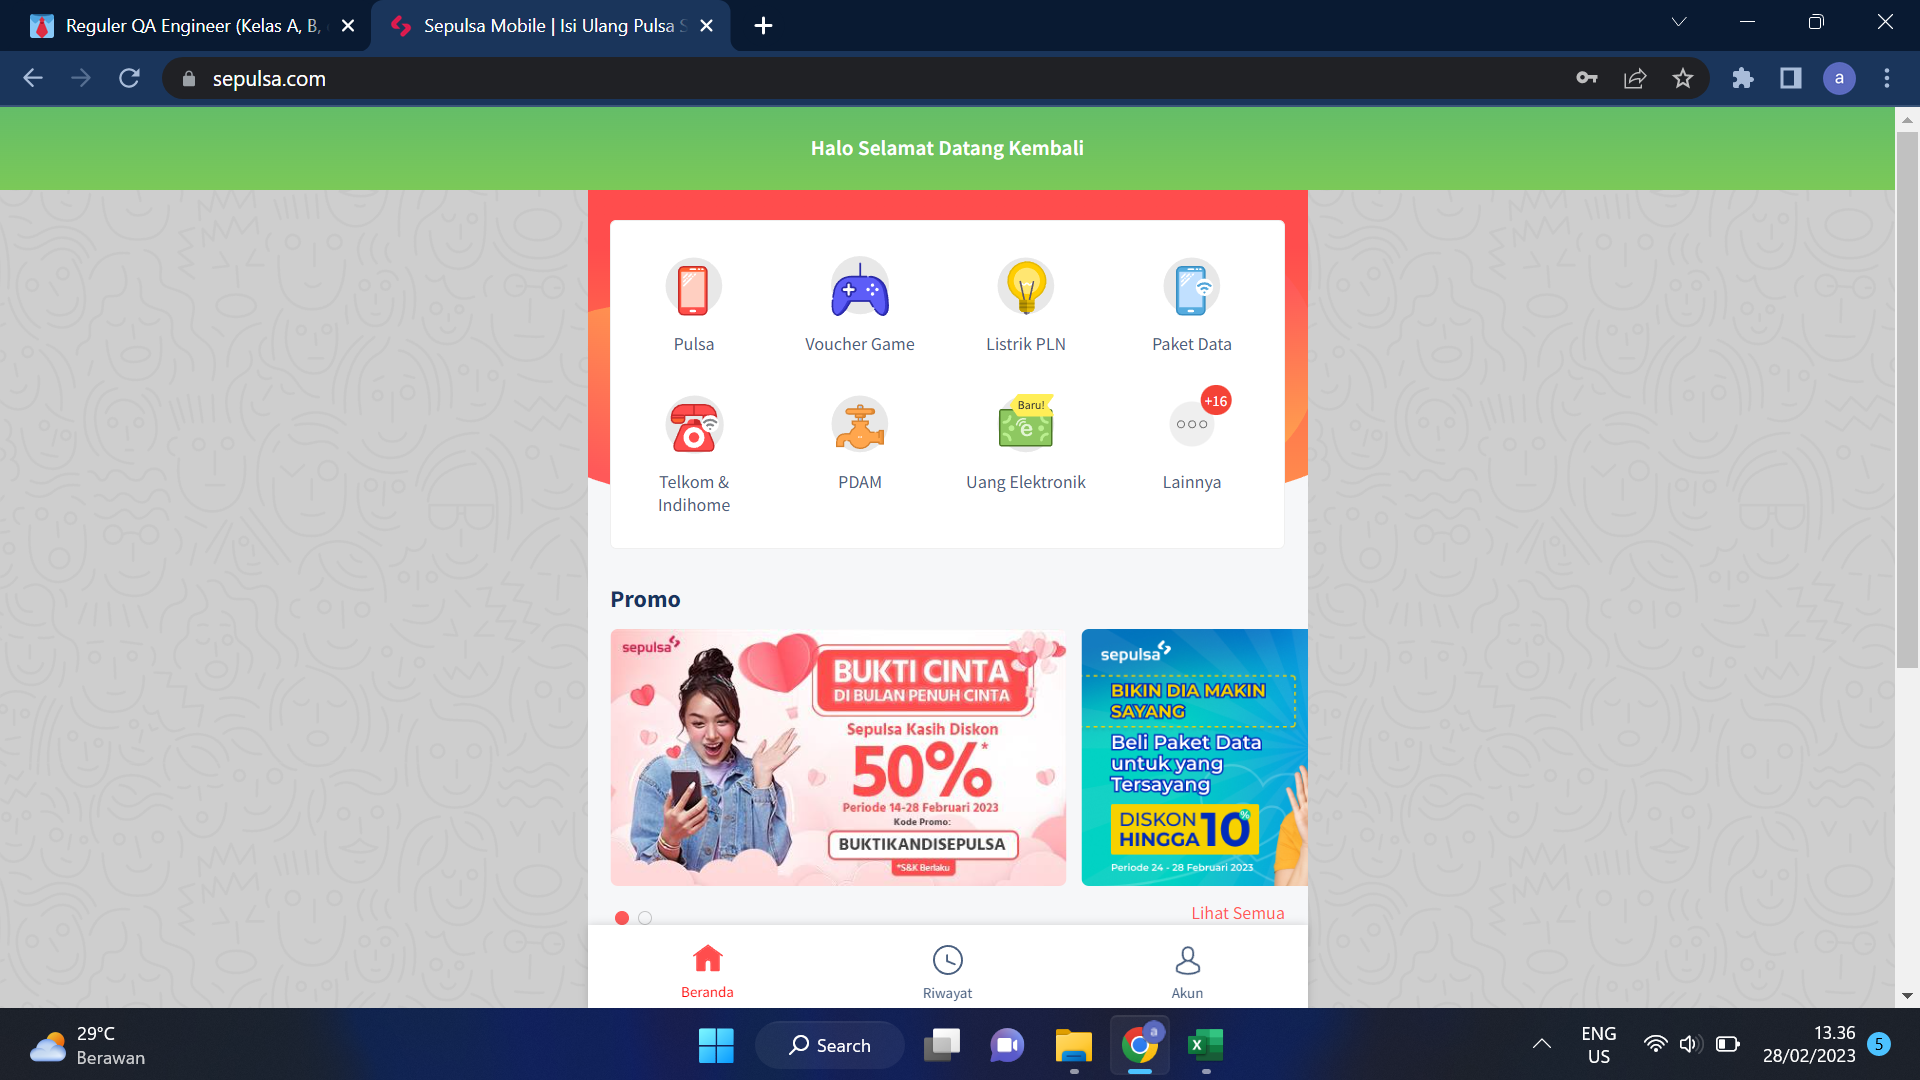 Reguler QA Engineer (Kelas A, B,
Sepulsa Mobile | Isi Ulang Pulsa S
sepulsa.com
a
Halo Selamat Datang Kembali
Pulsa
Voucher Game
Listrik PLN
Paket Data
Baru!
e
+16
Telkom &
Indihome
PDAM
Uang Elektronik
Lainnya
Promo
sepulsa
BUKTI CINTA
DI BULAN PENUH CINTA
Sepulsa Kasih Diskon
50%*
Periode 14-28 Februari 2023
Kode Promo:
BUKTIKANDISEPULSA
*S&K Berlaku
sepulsa
BIKIN DIA MAKIN
SAYANG
Beli Paket Data
untuk yang
Tersayang
DISKON
HINGGA 10%
Periode 24 - 28 Februari 2023
Lihat Semua
Beranda
Riwayat
Akun
29°C
Berawan
Search
a
X
ENG
US
13.36
28/02/2023
5